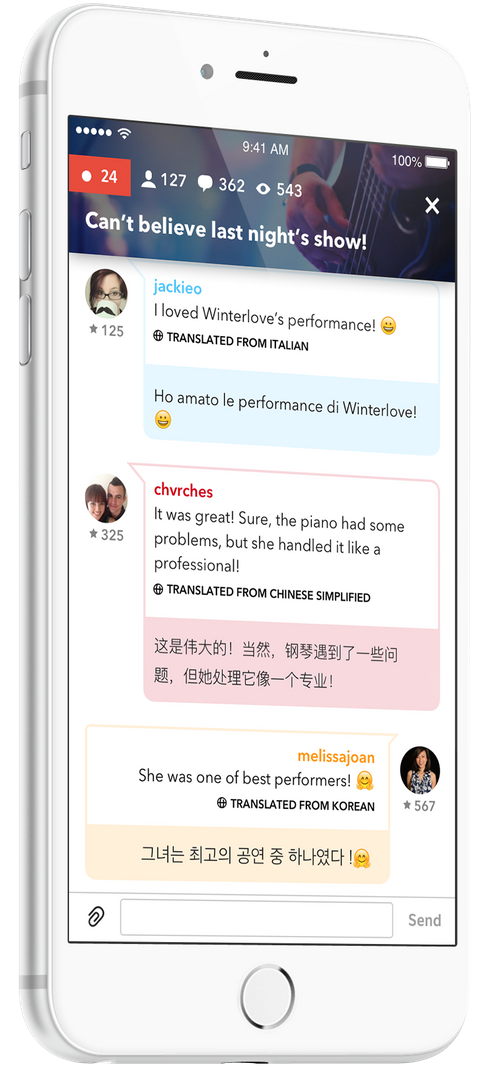 9:41 AM
100%
24 127 362 543
Can't believe last night's show!
jackieo
I loved Winterlove's performance! 😀
TRANSLATED FROM ITALIAN
125
Ho amato le performance di Winterlove!
😀
chvrches
It was great! Sure, the piano had some
problems, but she handled it like a
professional!
TRANSLATED FROM CHINESE SIMPLIFIED
325
这是伟大的！当然，钢琴遇到了一些问
题，但她处理它像一个专业！
melissajoan
She was one of best performers! 🤗
TRANSLATED FROM KOREAN
567
그녀는 최고의 공연 중 하나였다 !🤗
Send